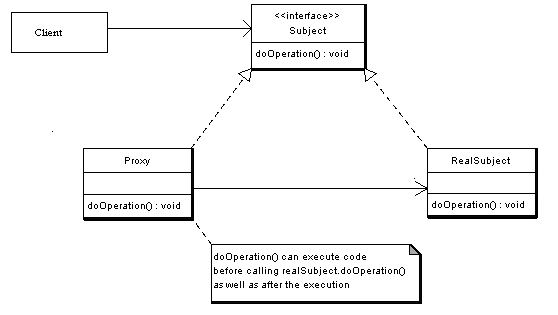 Client
<<interface>>
Subject
doOperation() : void
Proxy
doOperation() : void
RealSubject
doOperation() : void
doOperation() can execute code
before calling realSubject.doOperation()
as well as after the execution